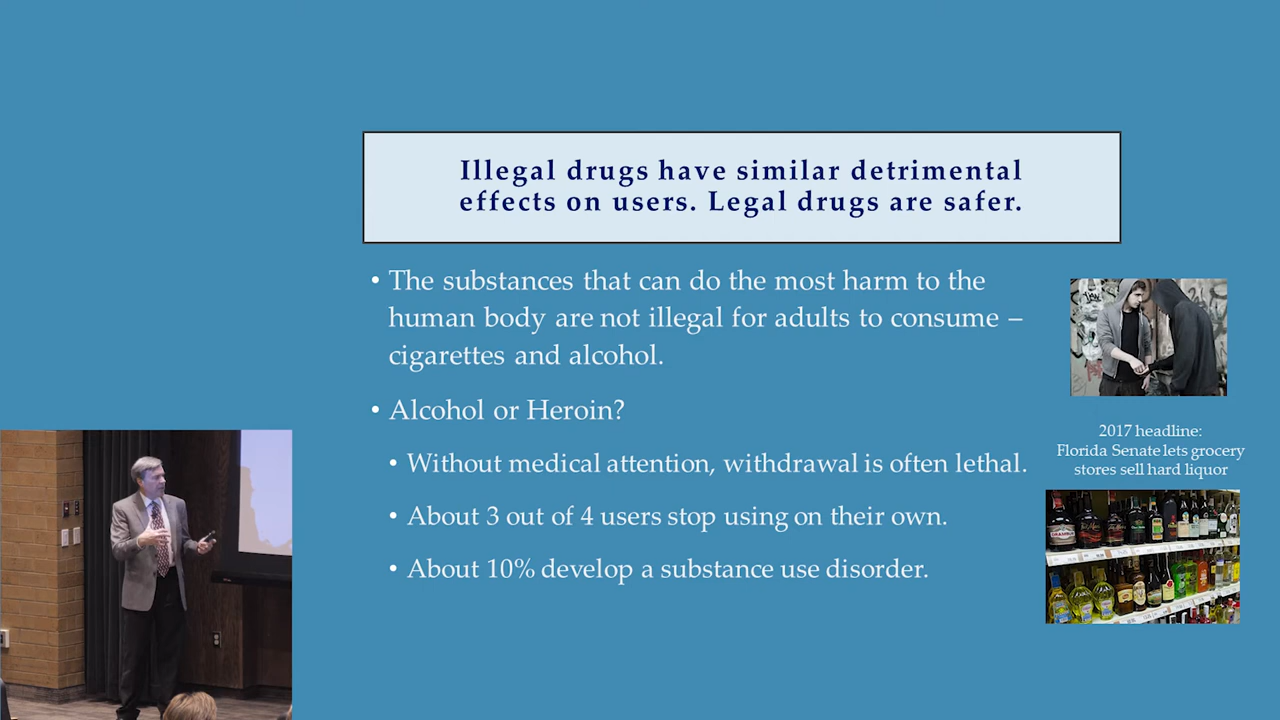 Illegal drugs have similar detrimental
effects on users. Legal drugs are safer.
• The substances that can do the most harm to the
human body are not illegal for adults to consume –
cigarettes and alcohol.
• Alcohol or Heroin?
• Without medical attention, withdrawal is often lethal.
• About 3 out of 4 users stop using on their own.
• About 10% develop a substance use disorder.
2017 headline:
Florida Senate lets grocery
stores sell hard liquor